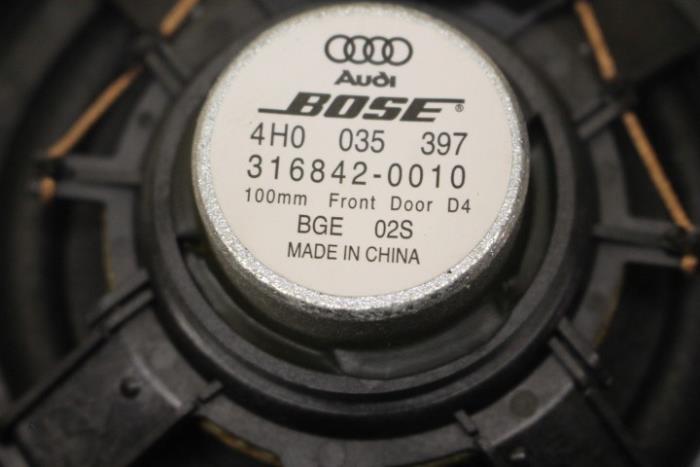 Audi
BOSE®
4H0 035 397
316842-0010
100mm Front Door D4
BGE 02S
MADE IN CHINA